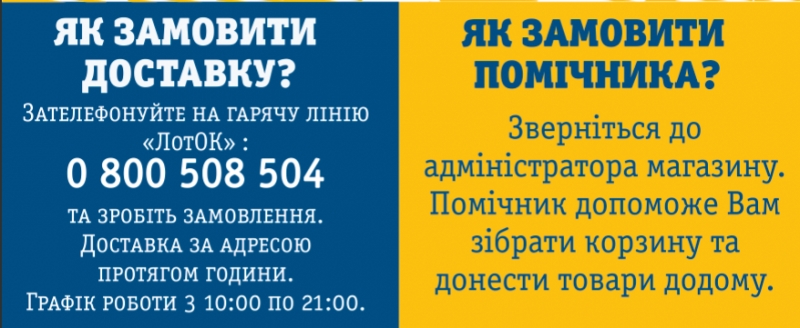 ЯК ЗАМОВИТИ
ДОСТАВКУ?
ЗАТЕЛЕФОНУЙТЕ НА ГАРЯЧУ ЛІНІЮ
«ЛотОК» :
0 800 508 504
ТА ЗРОБІТЬ ЗАМОВЛЕННЯ.
ДОСТАВКА ЗА АДРЕСОЮ
ПРОТЯГОМ ГОДИНИ.
ГРАФІК РОБОТИ З 10:00 ПО 21:00.
ЯК ЗАМОВИТИ
ПОМІЧНИКА?
Зверніться до
адміністратора магазину.
Помічник допоможе Вам
зібрати корзину та
донести товари додому.